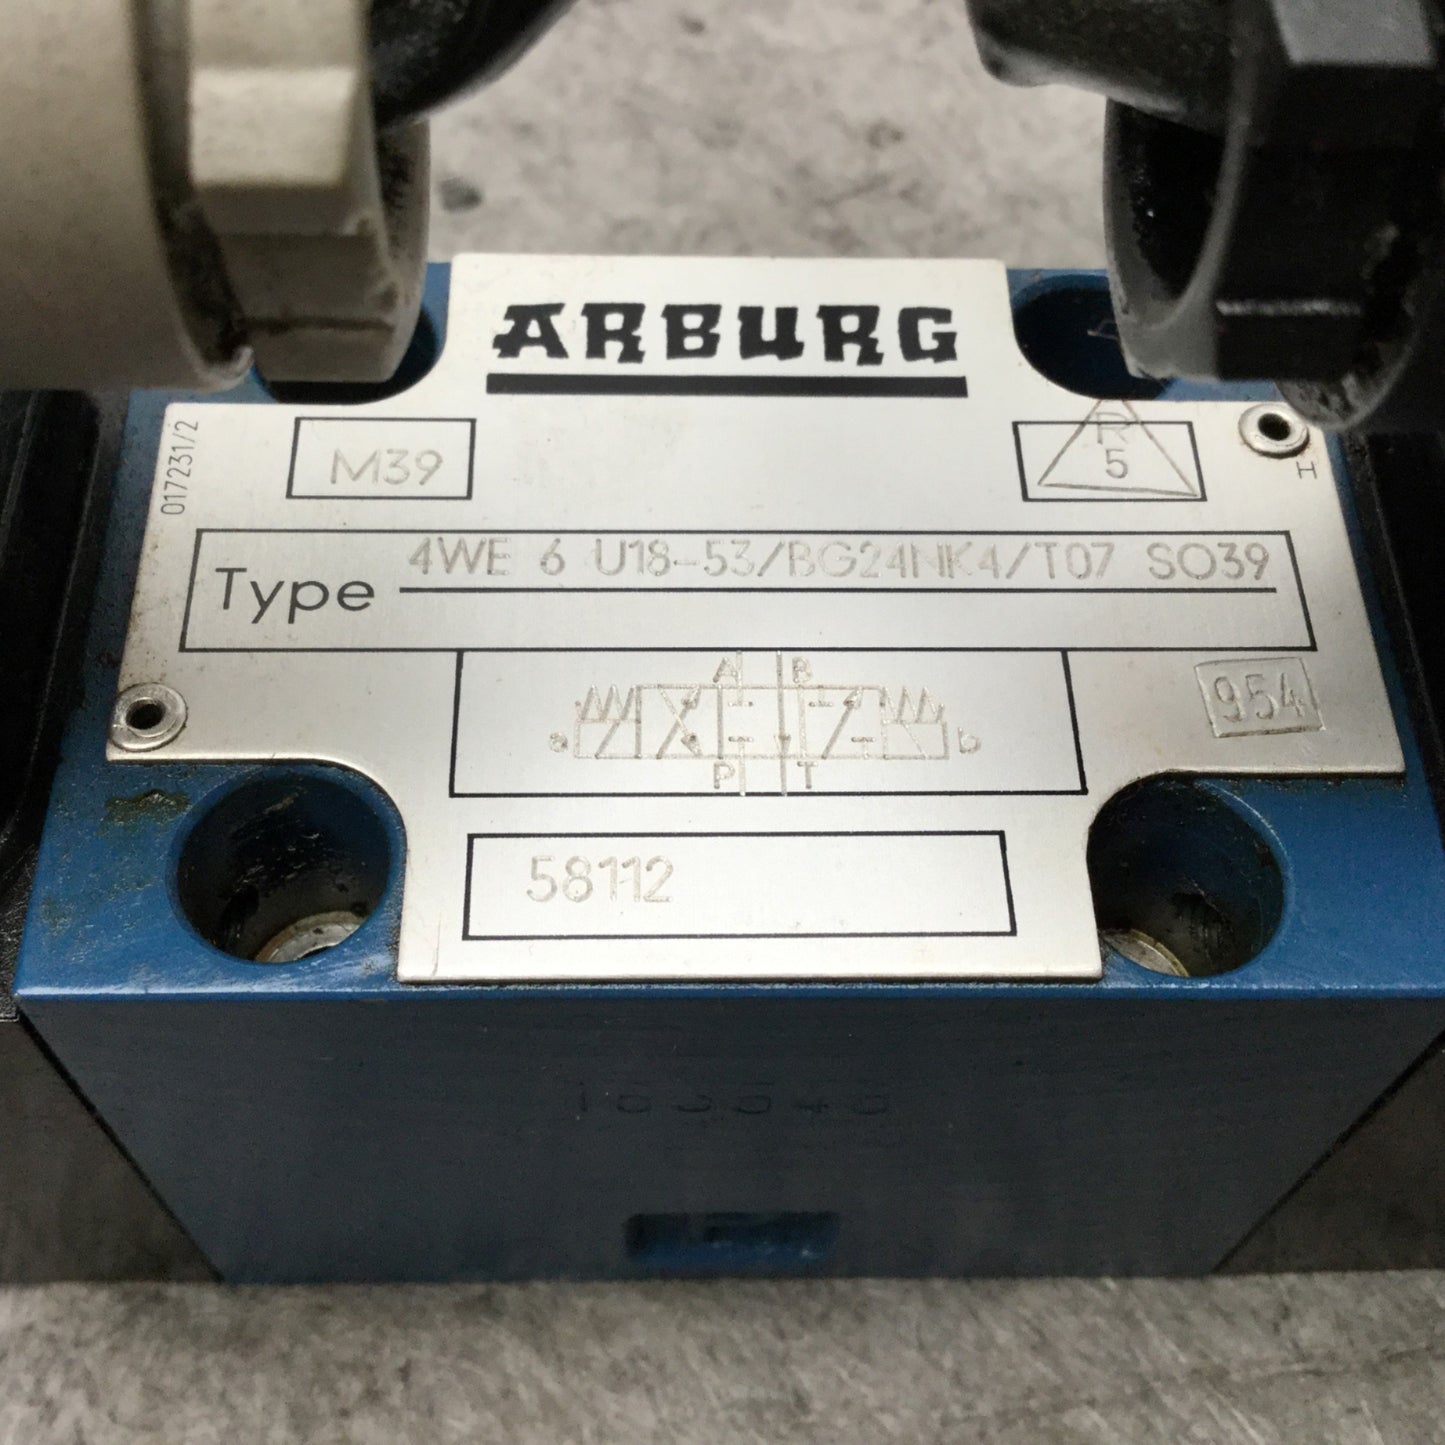 ARBURG
M39
R
5
017231/2
H
Type 4WE 6 U18-53/BG24NK4/T07 SO39
A B
a b
P T
954
58112